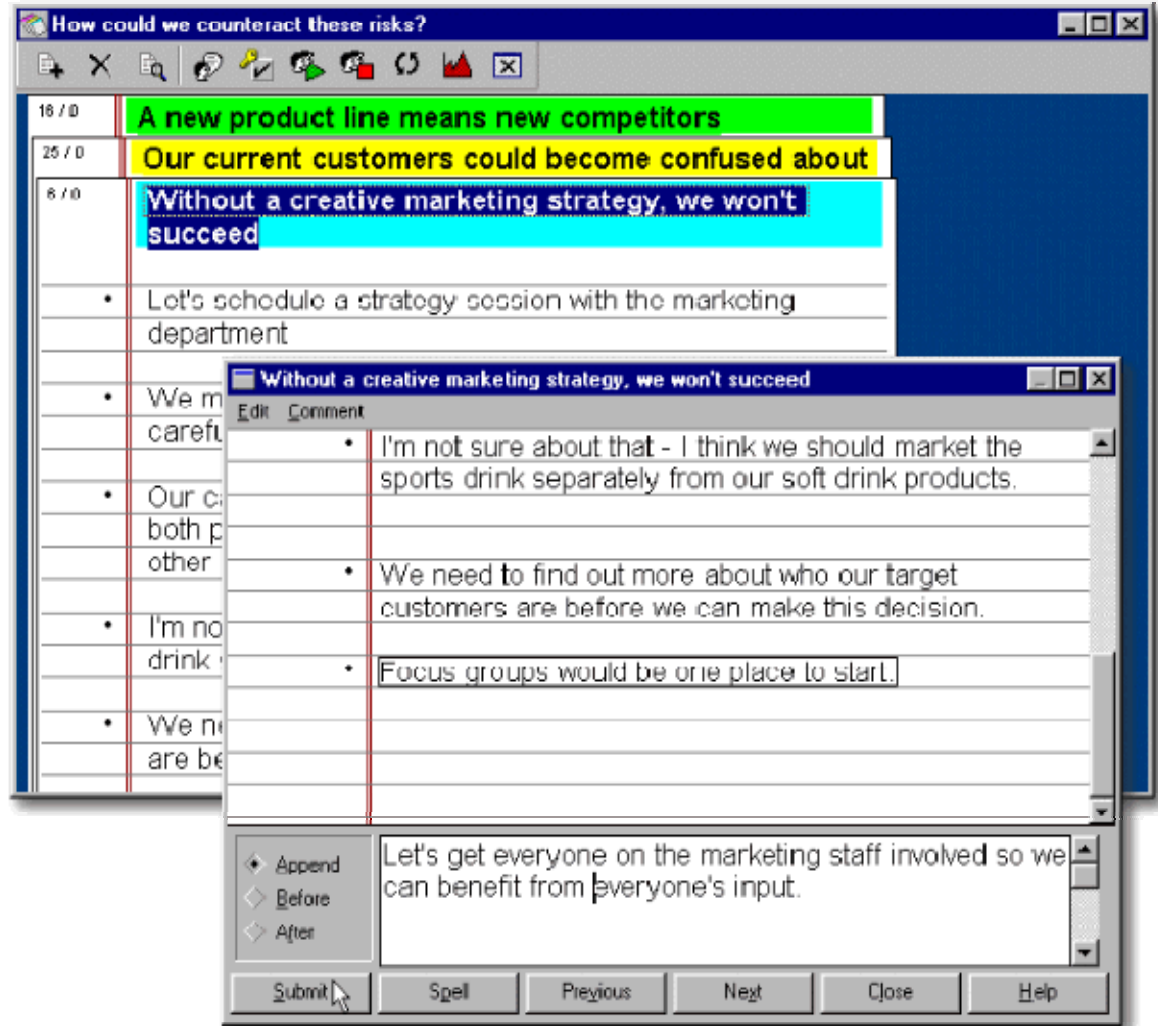 How could we counteract these risks?
16 / 0
A new product line means new competitors
25 / 0
Our current customers could become confused about
6 / 0
Without a creative marketing strategy, we won't
succeed
• Let's schedule a strategy session with the marketing
department
• We m
carefu
• Our ca
both p
other
• I'm no
drink
• We ne
are be
Without a creative marketing strategy, we won't succeed
Edit Comment
• I'm not sure about that - I think we should market the
sports drink separately from our soft drink products.
• We need to find out more about who our target
customers are before we can make this decision.
• Focus groups would be one place to start.
Append
Before
After
Let's get everyone on the marketing staff involved so we
can benefit from everyone's input.
Submit Spell Previous Next Close Help